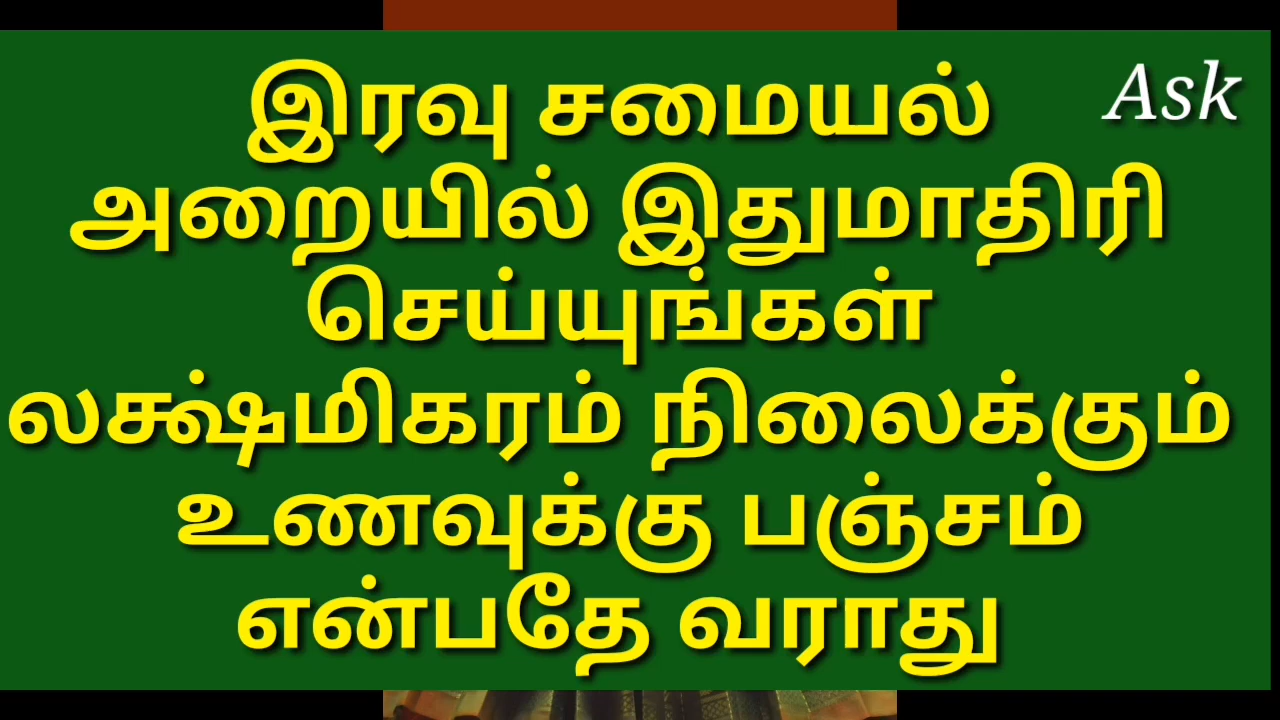 இரவு சமையல்
Ask
அறையில் இதுமாதிரி
செய்யுங்கள்
லக்ஷ்மிகரம் நிலைக்கும்
உணவுக்கு பஞ்சம்
என்பதே வராது